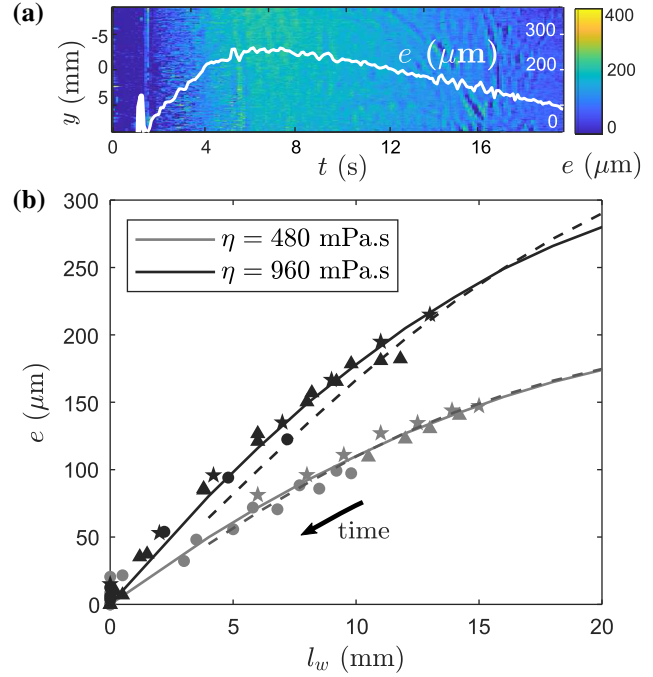 (a)
-5
0
5
y (mm)
e (μm)
300
200
100
0
400
200
0
0 4 8 12 16
t (s)
e (μm)
(b)
300
250
200
150
100
50
0
e (μm)
η = 480 mPa.s
η = 960 mPa.s
time
0 5 10 15 20
l_w (mm)